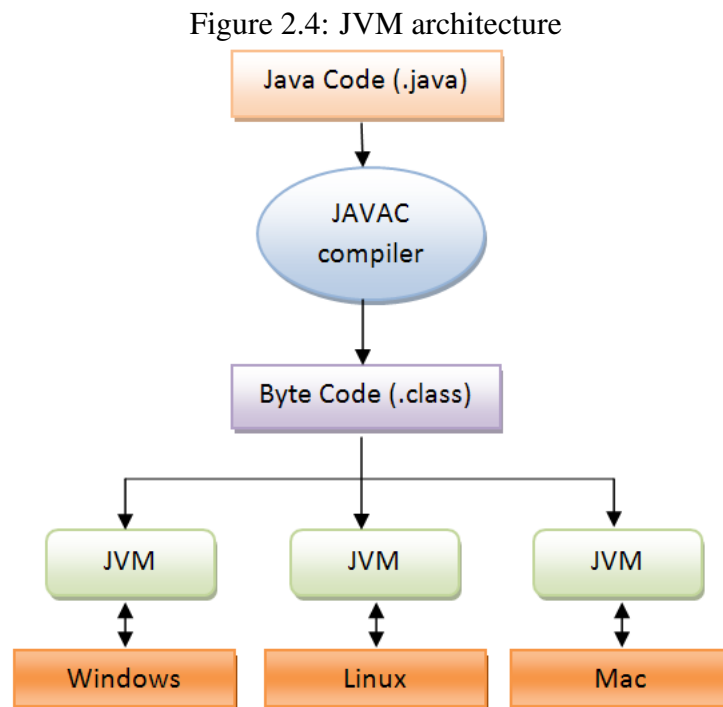 Figure 2.4: JVM architecture
Java Code (.java)
JAVAC
compiler
Byte Code (.class)
JVM
JVM
JVM
Windows
Linux
Mac